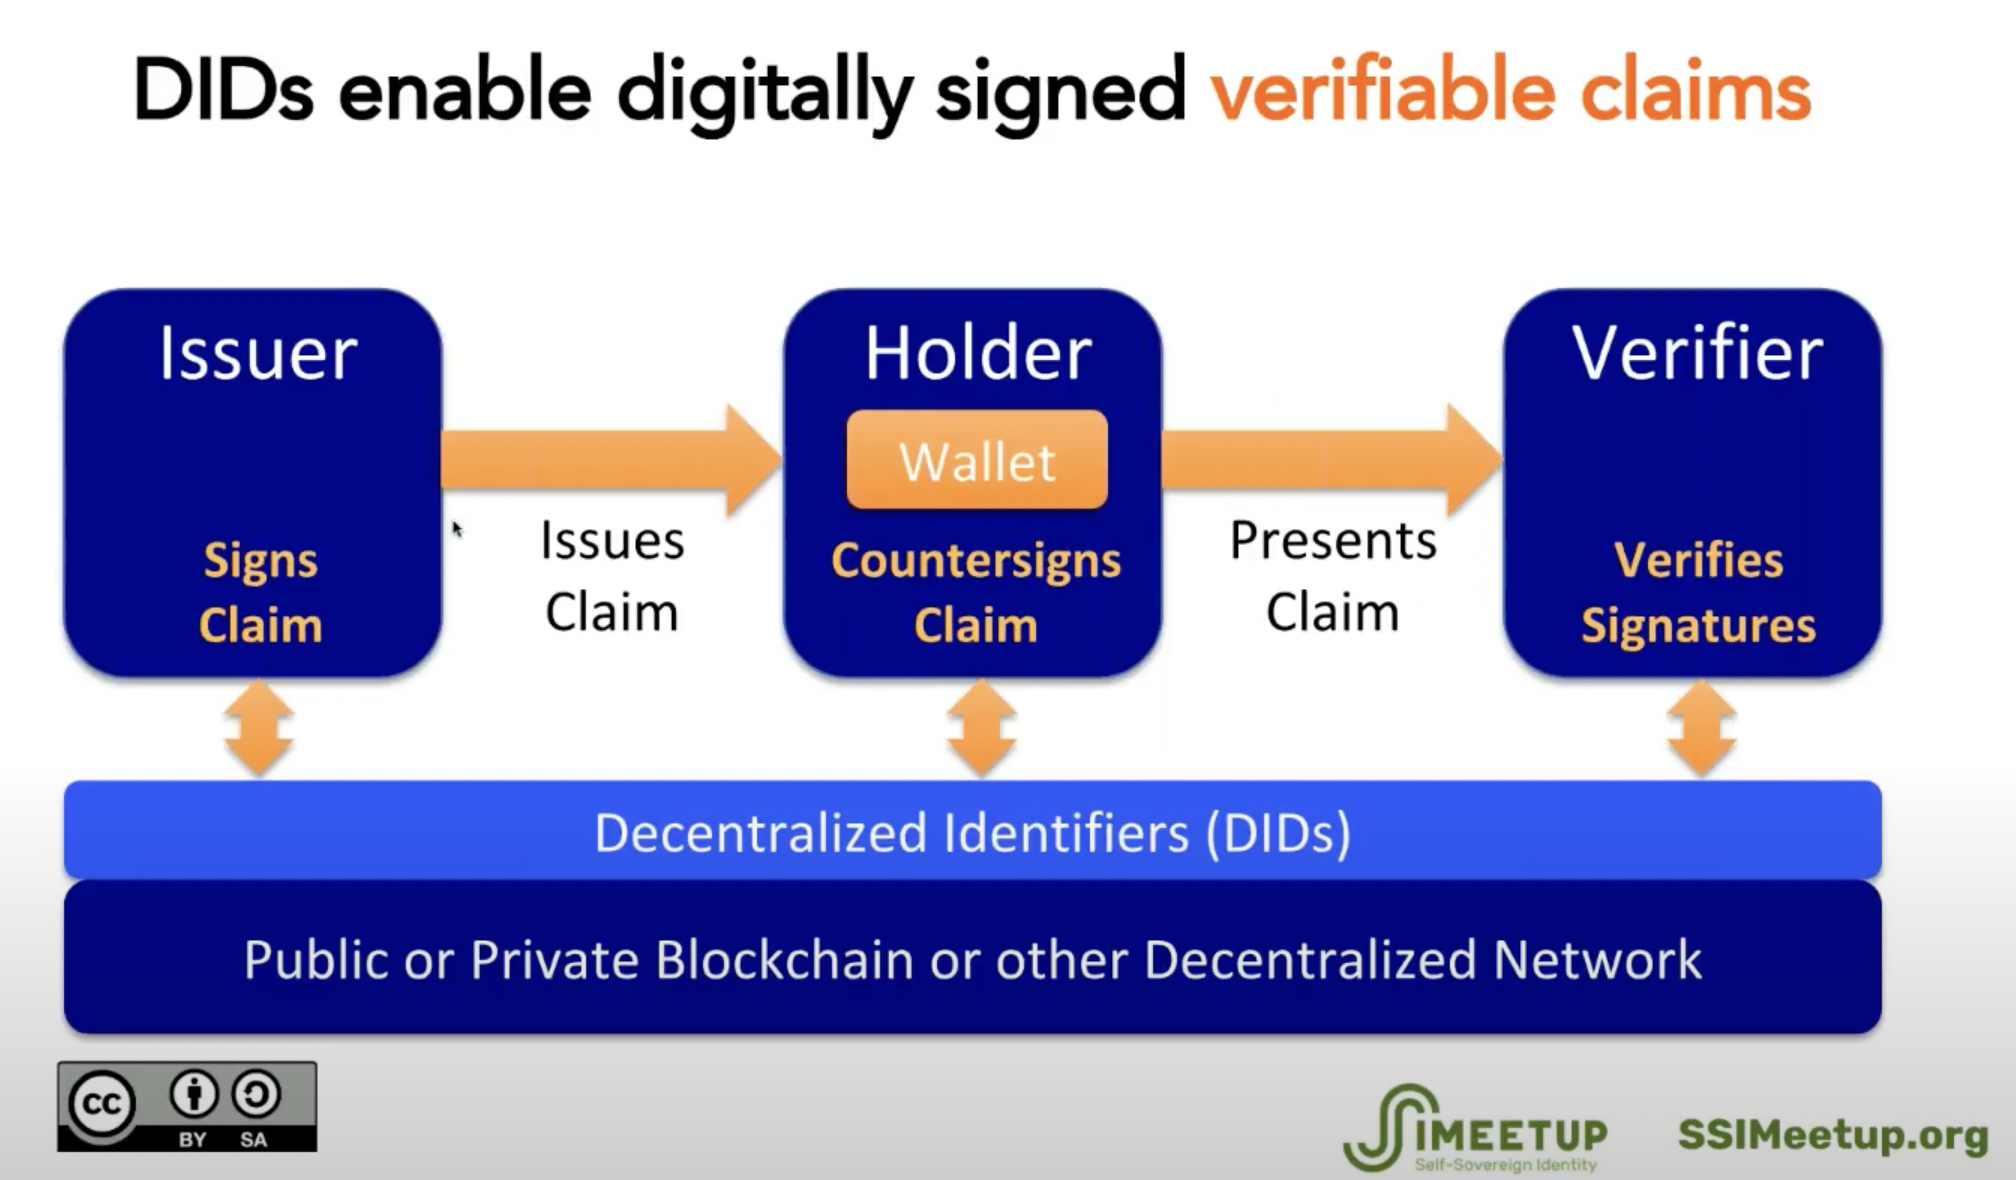 DIDs enable digitally signed verifiable claims
Issuer
Signs
Claim
Issues
Claim
Holder
Wallet
Countersigns
Claim
Presents
Claim
Verifier
Verifies
Signatures
Decentralized Identifiers (DIDs)
Public or Private Blockchain or other Decentralized Network
cc
BY SA
SSIMEETUP
Self-Sovereign Identity
SSIMeetup.org